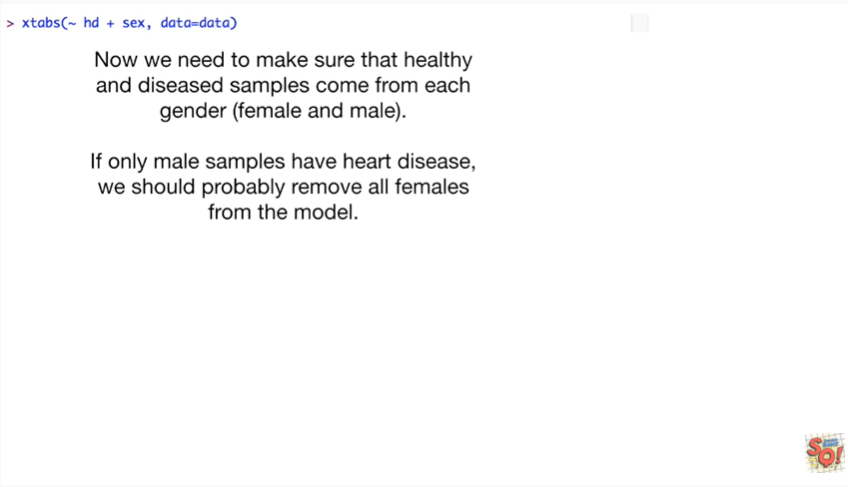 > xtabs(~ hd + sex, data=data)
Now we need to make sure that healthy
and diseased samples come from each
gender (female and male).
If only male samples have heart disease,
we should probably remove all females
from the model.
SQ!